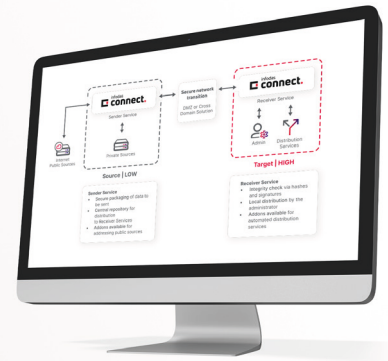 infodas
connect.
Sender Service
Internet
Public Sources
Private Sources
Source | LOW
Secure network
transition
DMZ or Cross
Domain Solution
infodas
connect.
Receiver Service
Admin
Distribution
Services
Target | HIGH
Sender Service
• Secure packaging of data to
be sent
• Central repository for
distribution
to Receiver Services
• Addons available for
addressing public sources
Receiver Service
• Integrity check via hashes
and signatures
• Local distribution by the
administrator
• Addons available for
automated distribution
services